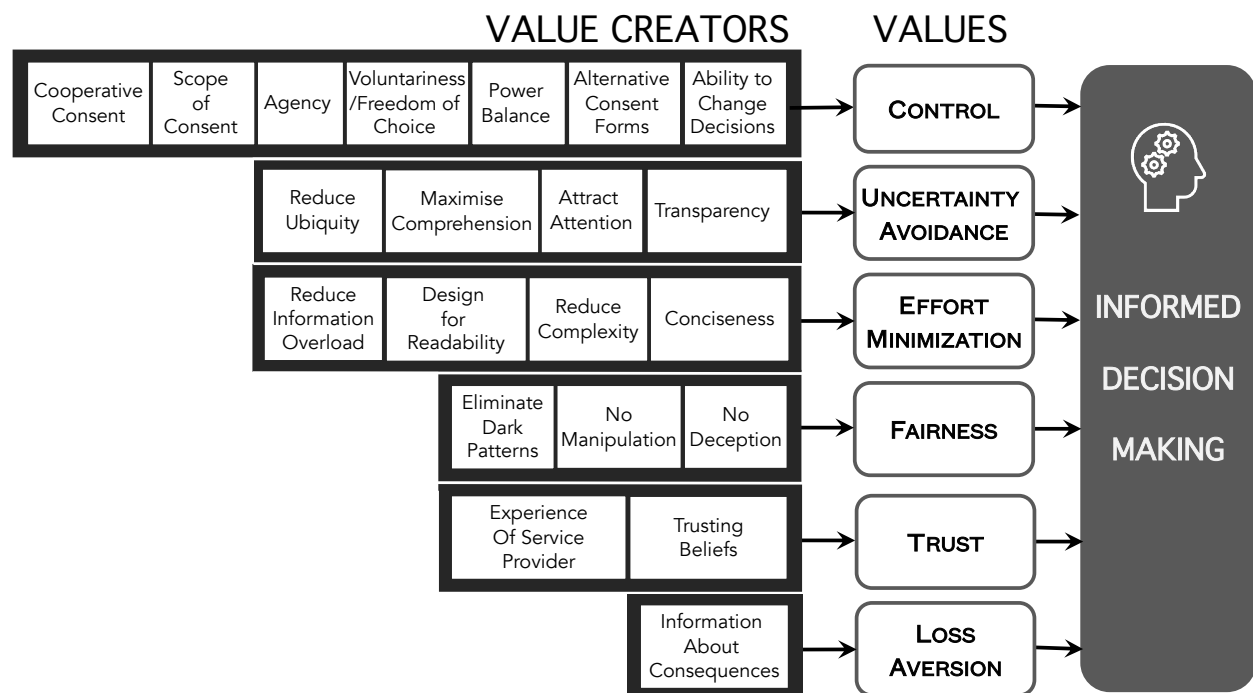 VALUE CREATORS
VALUES
Cooperative
Consent
Scope
of
Consent
Agency
Voluntariness
/Freedom of
Choice
Power
Balance
Alternative
Consent
Forms
Ability to
Change
Decisions
CONTROL
Reduce
Ubiquity
Maximise
Comprehension
Attract
Attention
Transparency
UNCERTAINTY
AVOIDANCE
Reduce
Information
Overload
Design
for
Readability
Reduce
Complexity
Conciseness
EFFORT
MINIMIZATION
Eliminate
Dark
Patterns
No
Manipulation
No
Deception
FAIRNESS
Experience
Of Service
Provider
Trusting
Beliefs
TRUST
Information
About
Consequences
LOSS
AVERSION
INFORMED
DECISION
MAKING